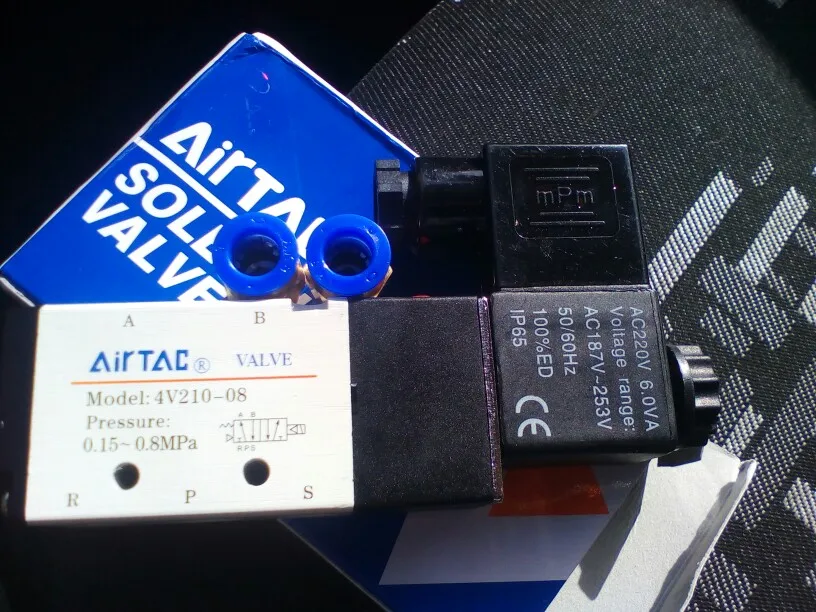 AirTAC
SOLE
VALVE
mPm
A B
AirTAC® VALVE
Model: 4V210-08
Pressure:
0.15~0.8MPa
A B
R P S
R P S
AC220V 6.0VA
Voltage range:
AC187V~253V
50/60Hz
100%ED
IP65
CE